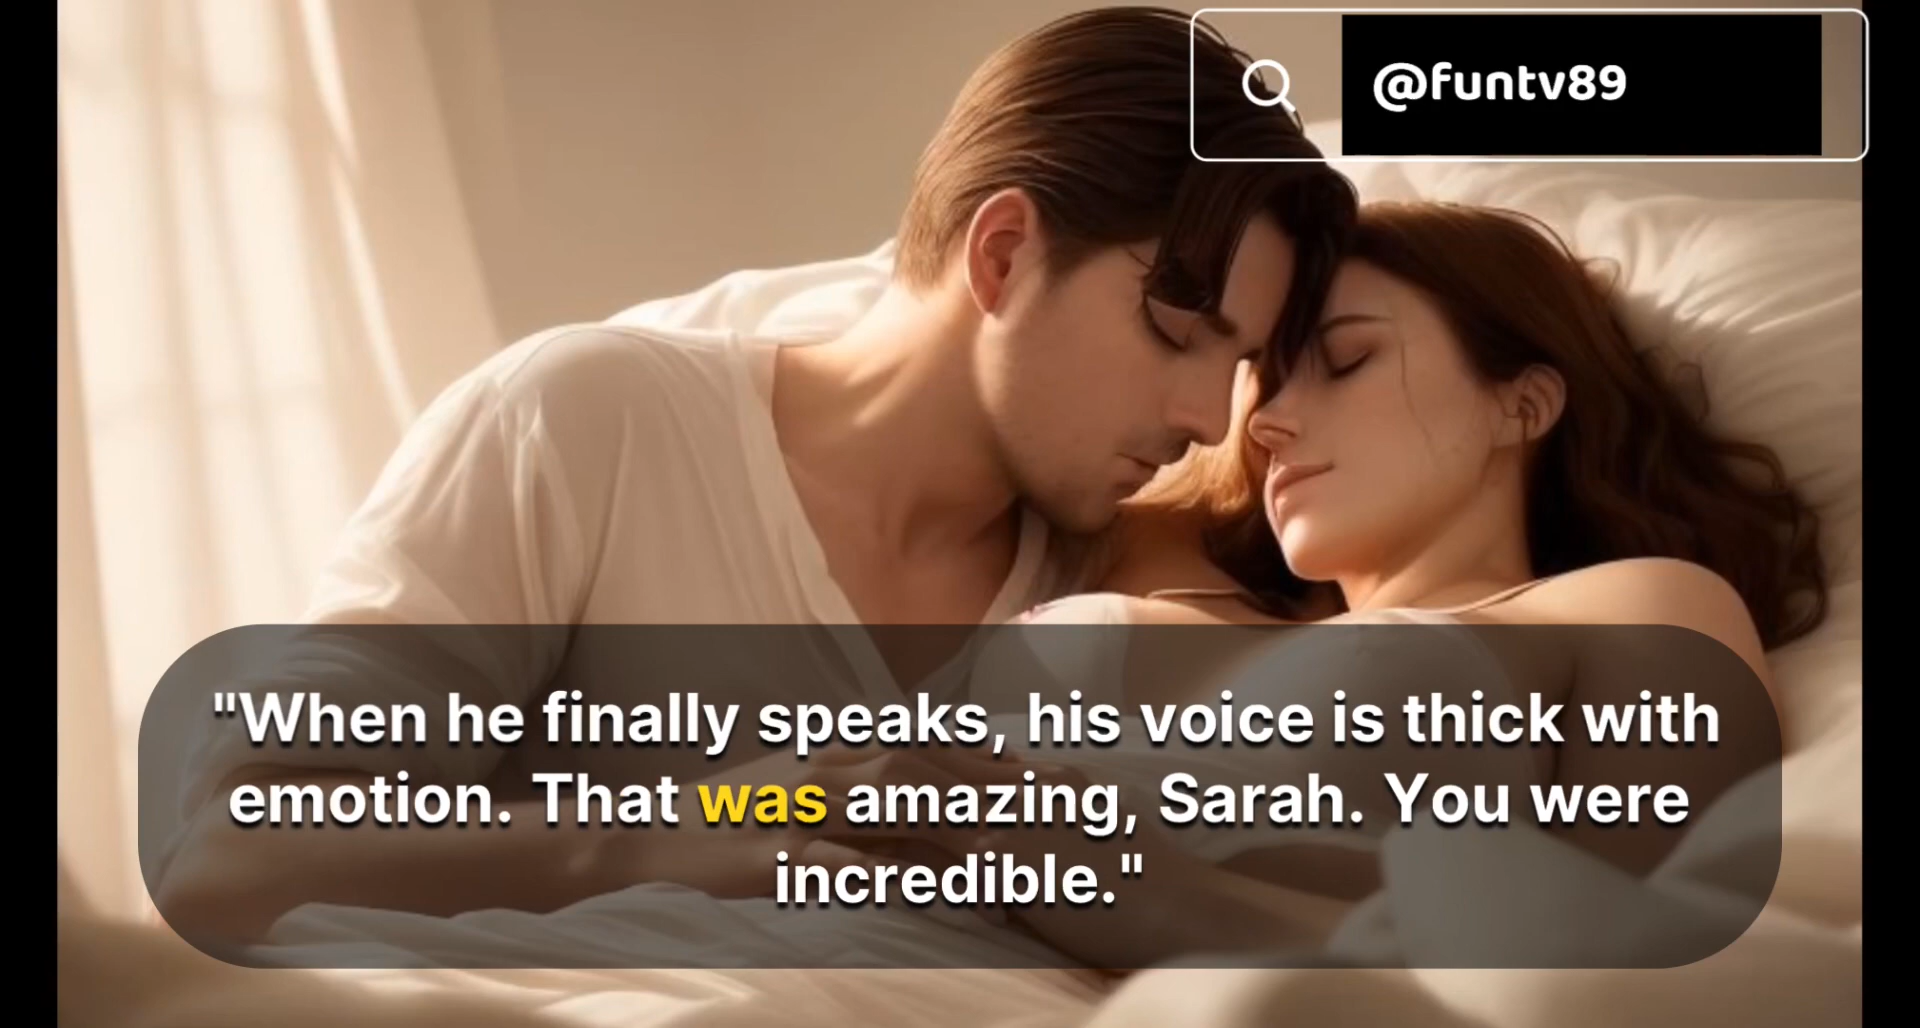 @funtv89
"When he finally speaks, his voice is thick with
emotion. That was amazing, Sarah. You were
incredible."